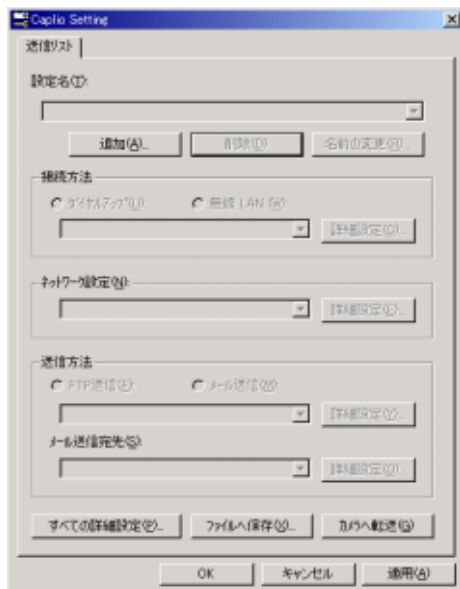 Caplio Setting
送信リスト
設定名(T):
追加(A)... 削除(D) 名前の変更(R)...
接続方法
ダイヤルアップ(U): 無線 LAN (W):
詳細設定(C)...
ネットワーク設定(N):
詳細設定(E)...
送信方法
FTP送信(F): メール送信(M):
詳細設定(Y)...
メール送信宛先(S):
詳細設定(O)...
すべての詳細設定(P)... ファイルへ保存(X)... カメラへ転送(G)
OK キャンセル 適用(A)